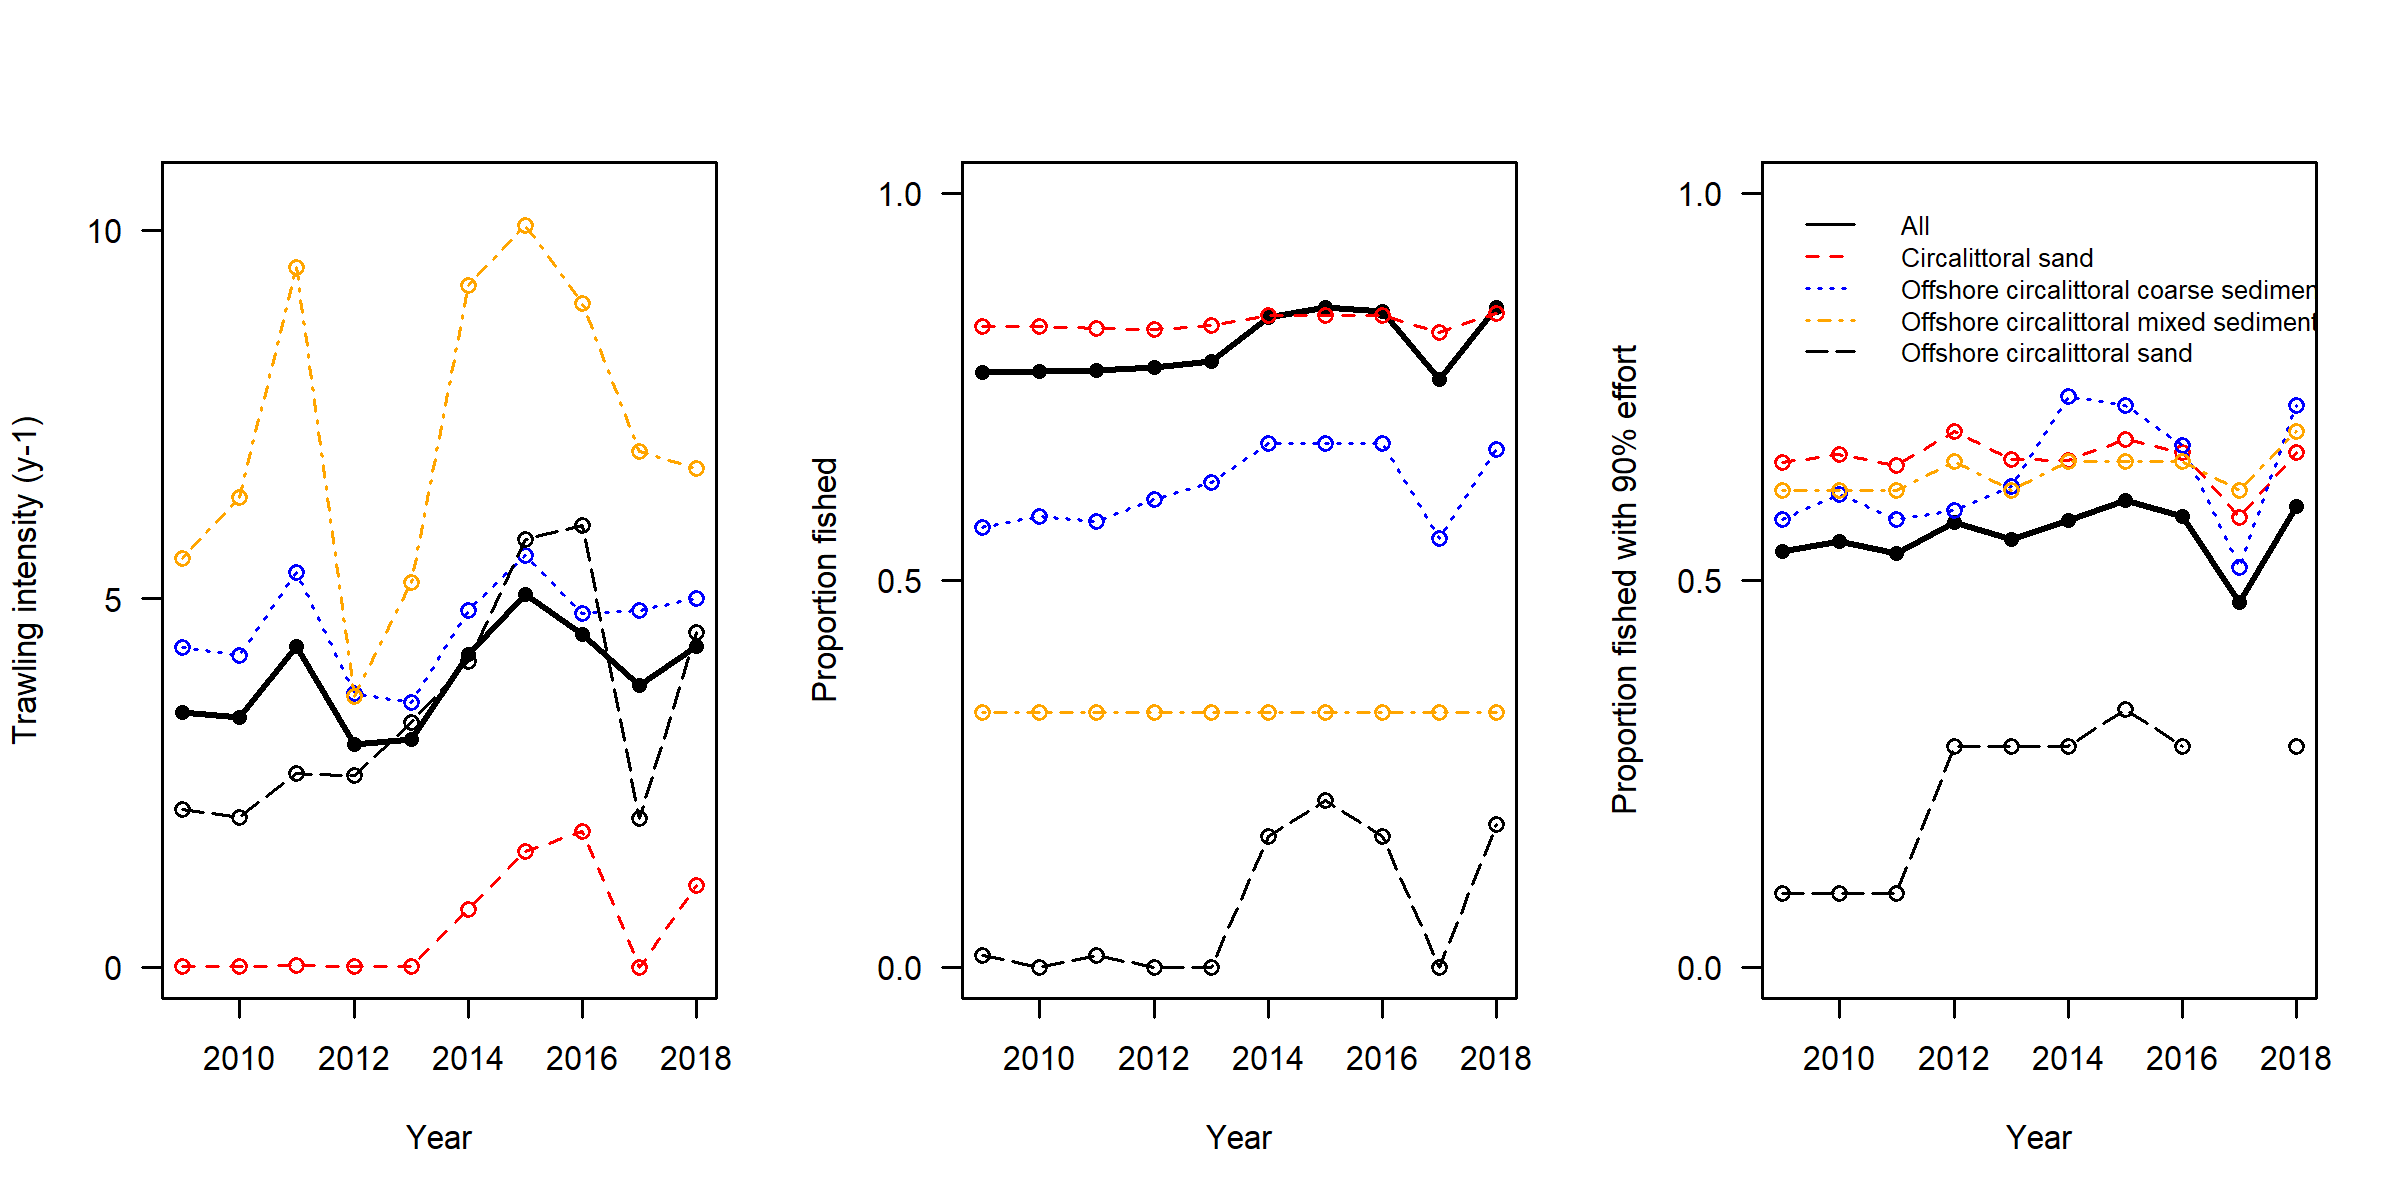 Trawling intensity (y-1)
10
5
0
2010 2012 2014 2016 2018
Year
Proportion fished
1.0
0.5
0.0
2010 2012 2014 2016 2018
Year
Proportion fished with 90% effort
1.0
0.5
0.0
All
Circalittoral sand
Offshore circalittoral coarse sedimen
Offshore circalittoral mixed sediment
Offshore circalittoral sand
2010 2012 2014 2016 2018
Year